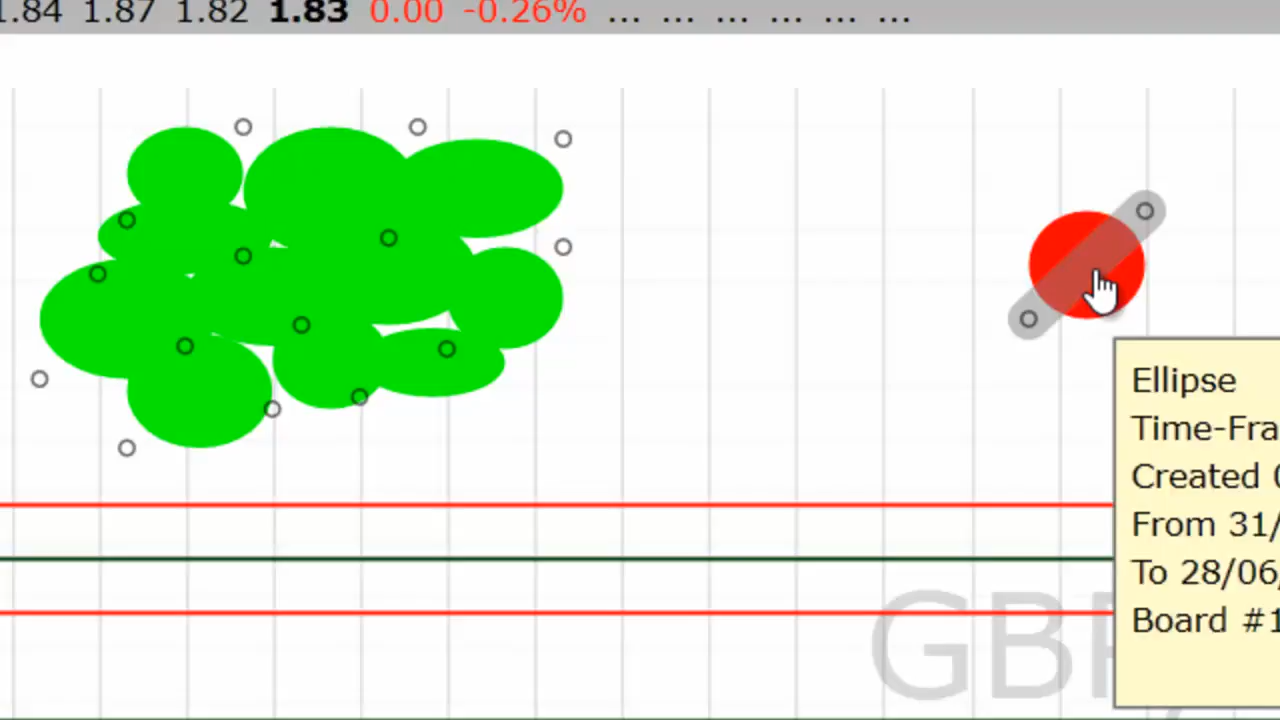 1.84 1.87 1.82 1.83 0.00 -0.26% ... ... ... ... ... ...
Ellipse
Time-Fra
Created
From 31/
To 28/06/
Board #1
GB